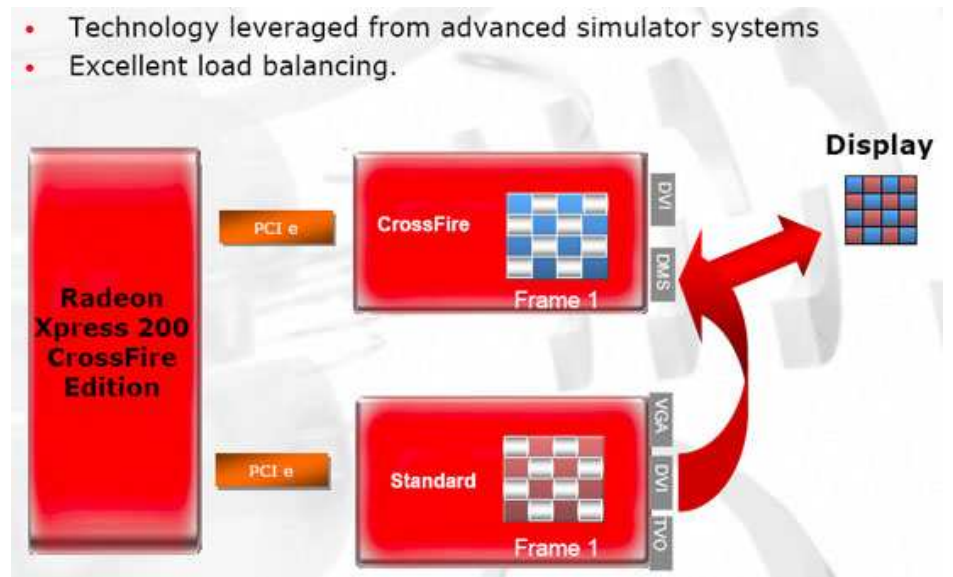 • Technology leveraged from advanced simulator systems
• Excellent load balancing.
Display
Radeon
Xpress 200
CrossFire
Edition
PCI e
CrossFire
Frame 1
DVI
DMS
PCI e
Standard
Frame 1
VGA
DVI
TVO